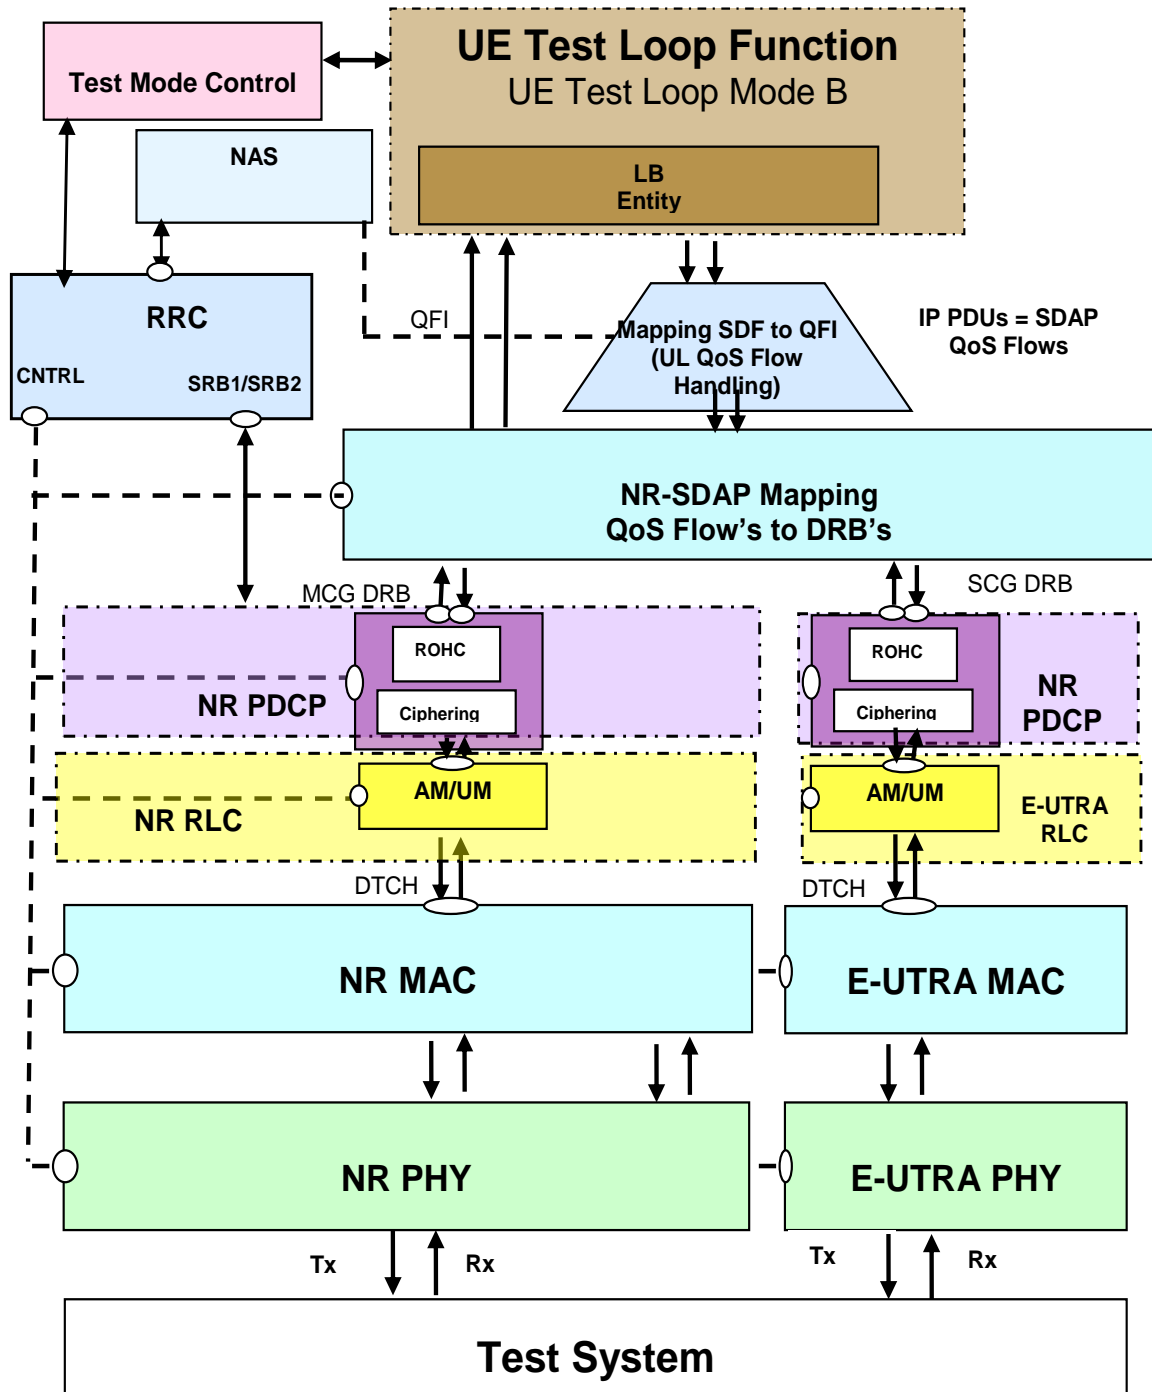 UE Test Loop Function
UE Test Loop Mode B
Test Mode Control
NAS
LB
Entity
RRC
CNTRL
SRB1/SRB2
QFI
Mapping SDF to QFI
(UL QoS Flow
Handling)
IP PDUs = SDAP
QoS Flows
NR-SDAP Mapping
QoS Flow’s to DRB’s
MCG DRB
SCG DRB
ROHC
Ciphering
NR PDCP
ROHC
Ciphering
NR
PDCP
AM/UM
NR RLC
AM/UM
E-UTRA
RLC
DTCH
DTCH
NR MAC
E-UTRA MAC
NR PHY
E-UTRA PHY
Tx
Rx
Tx
Rx
Test System